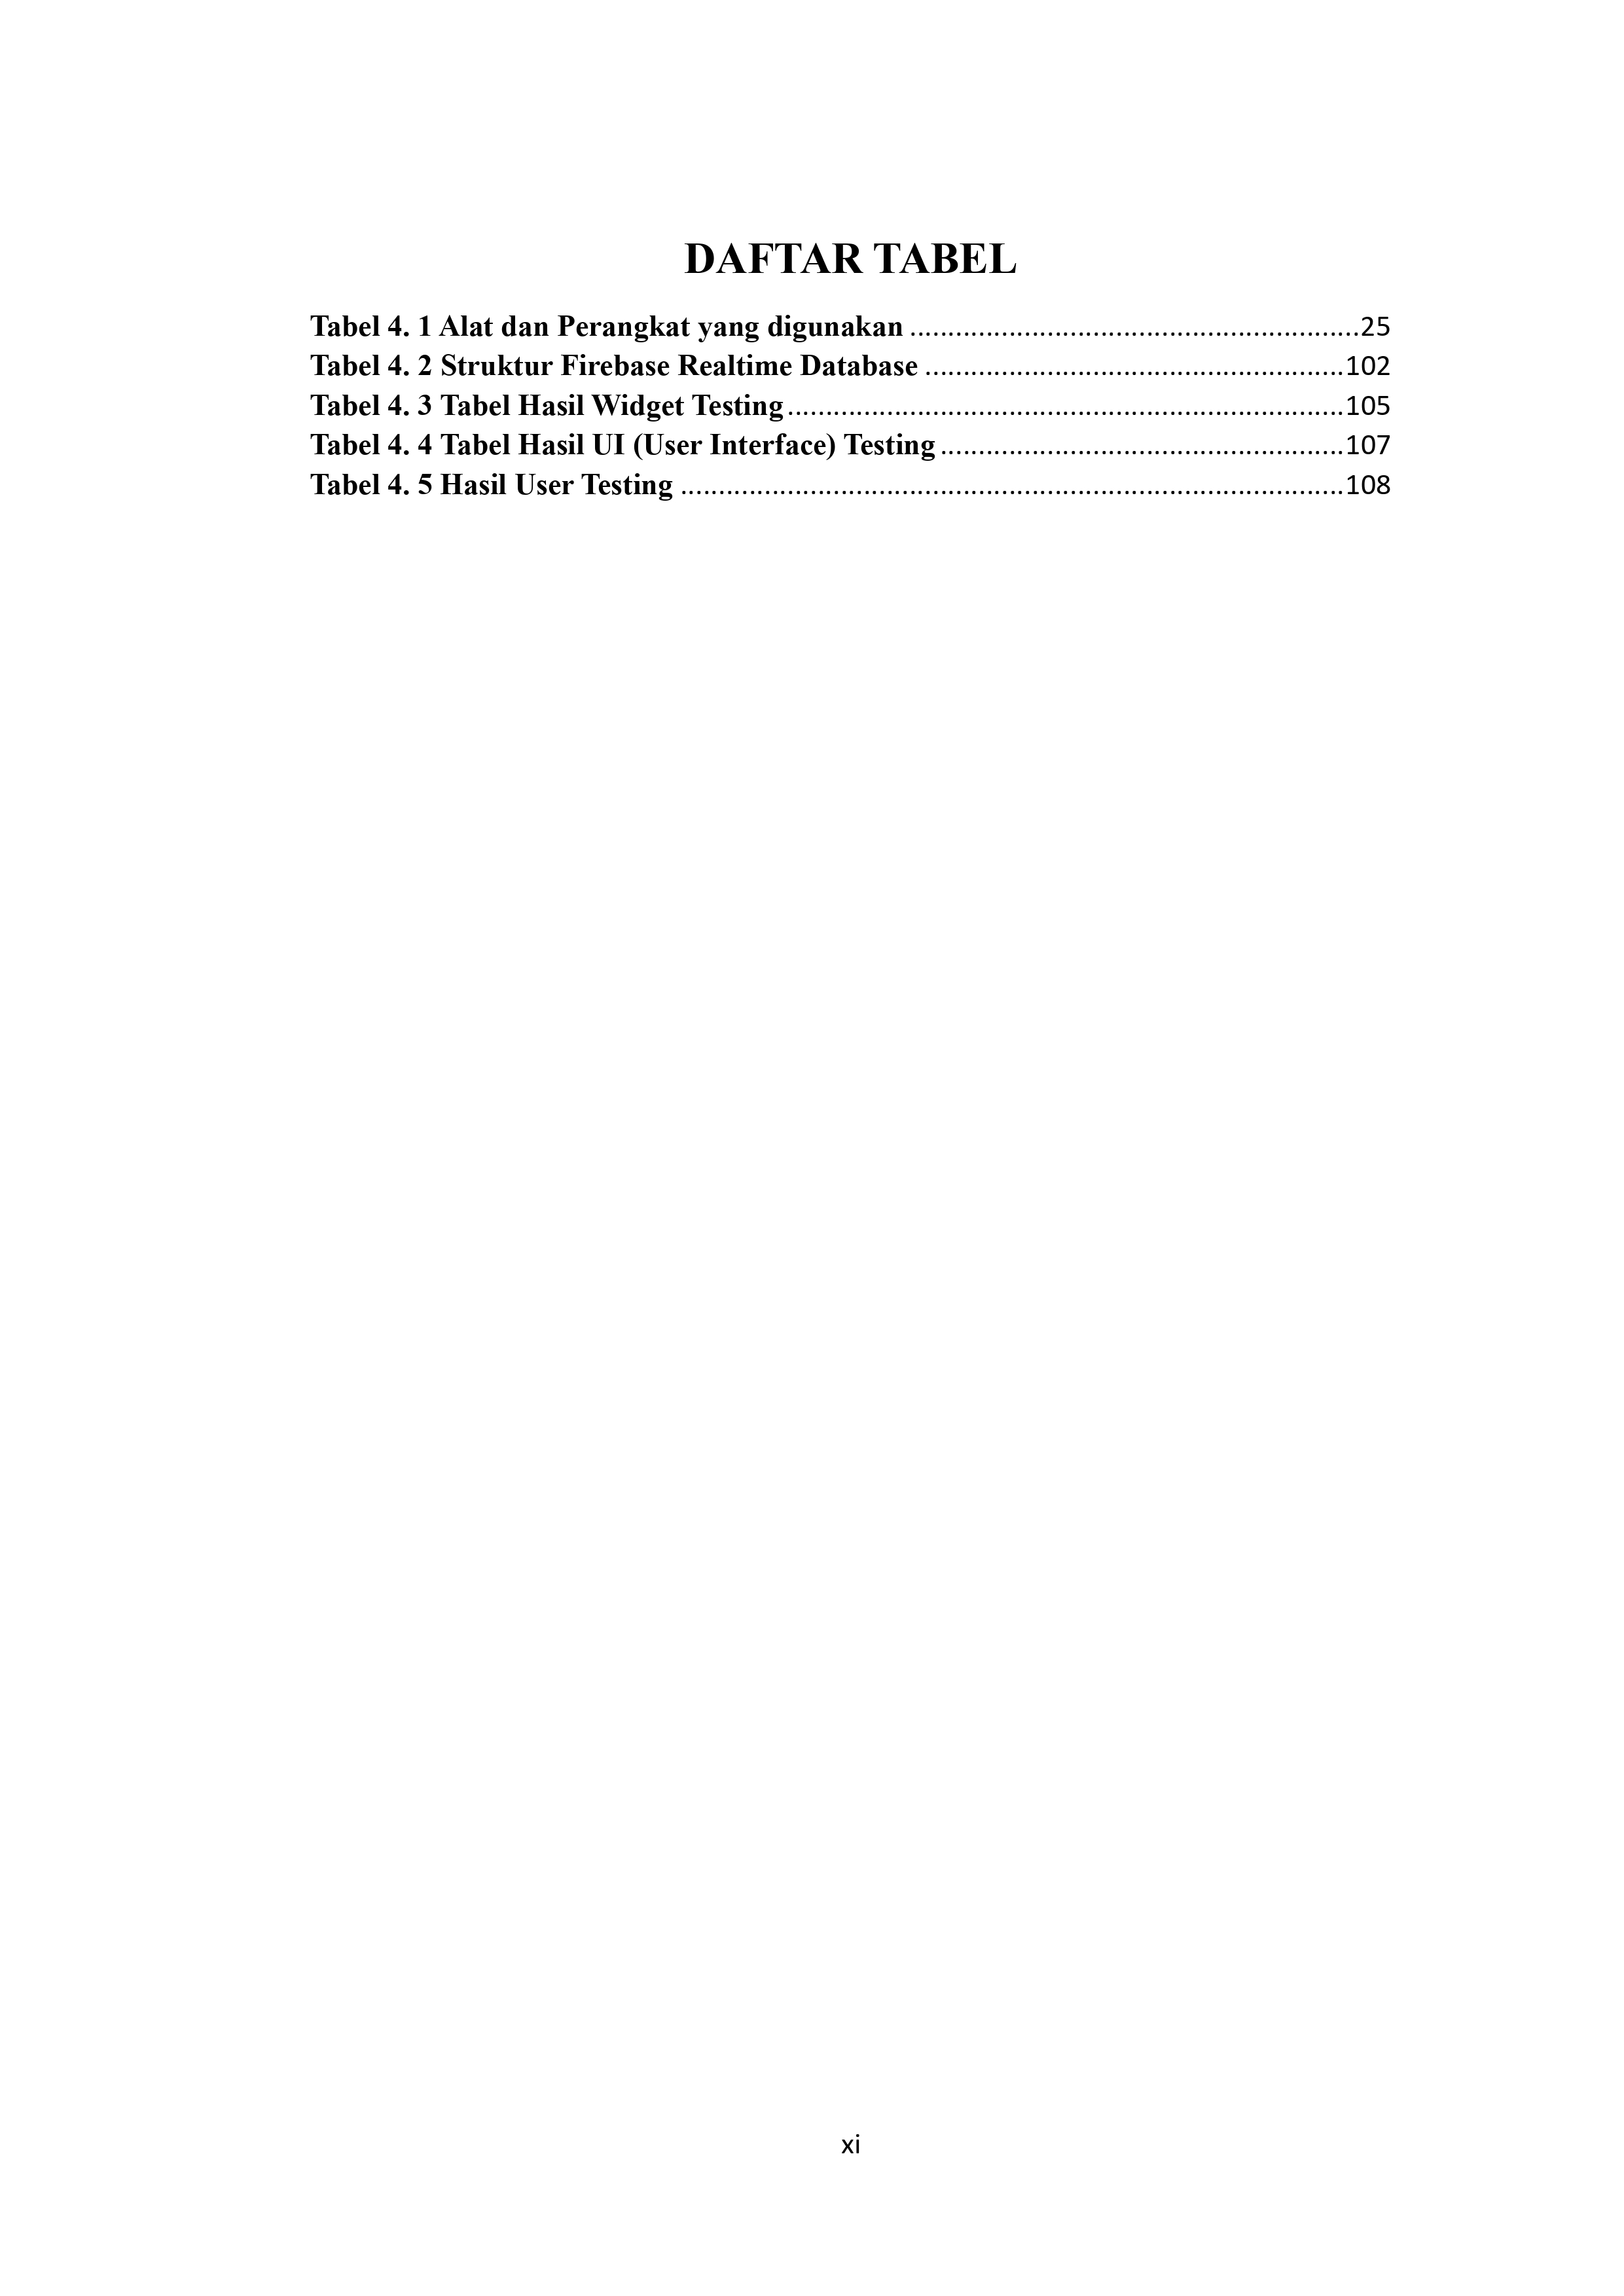 DAFTAR TABEL
Tabel 4. 1 Alat dan Perangkat yang digunakan ............................................................25
Tabel 4. 2 Struktur Firebase Realtime Database ........................................................102
Tabel 4. 3 Tabel Hasil Widget Testing..........................................................................105
Tabel 4. 4 Tabel Hasil UI (User Interface) Testing ......................................................107
Tabel 4. 5 Hasil User Testing ........................................................................................108
xi